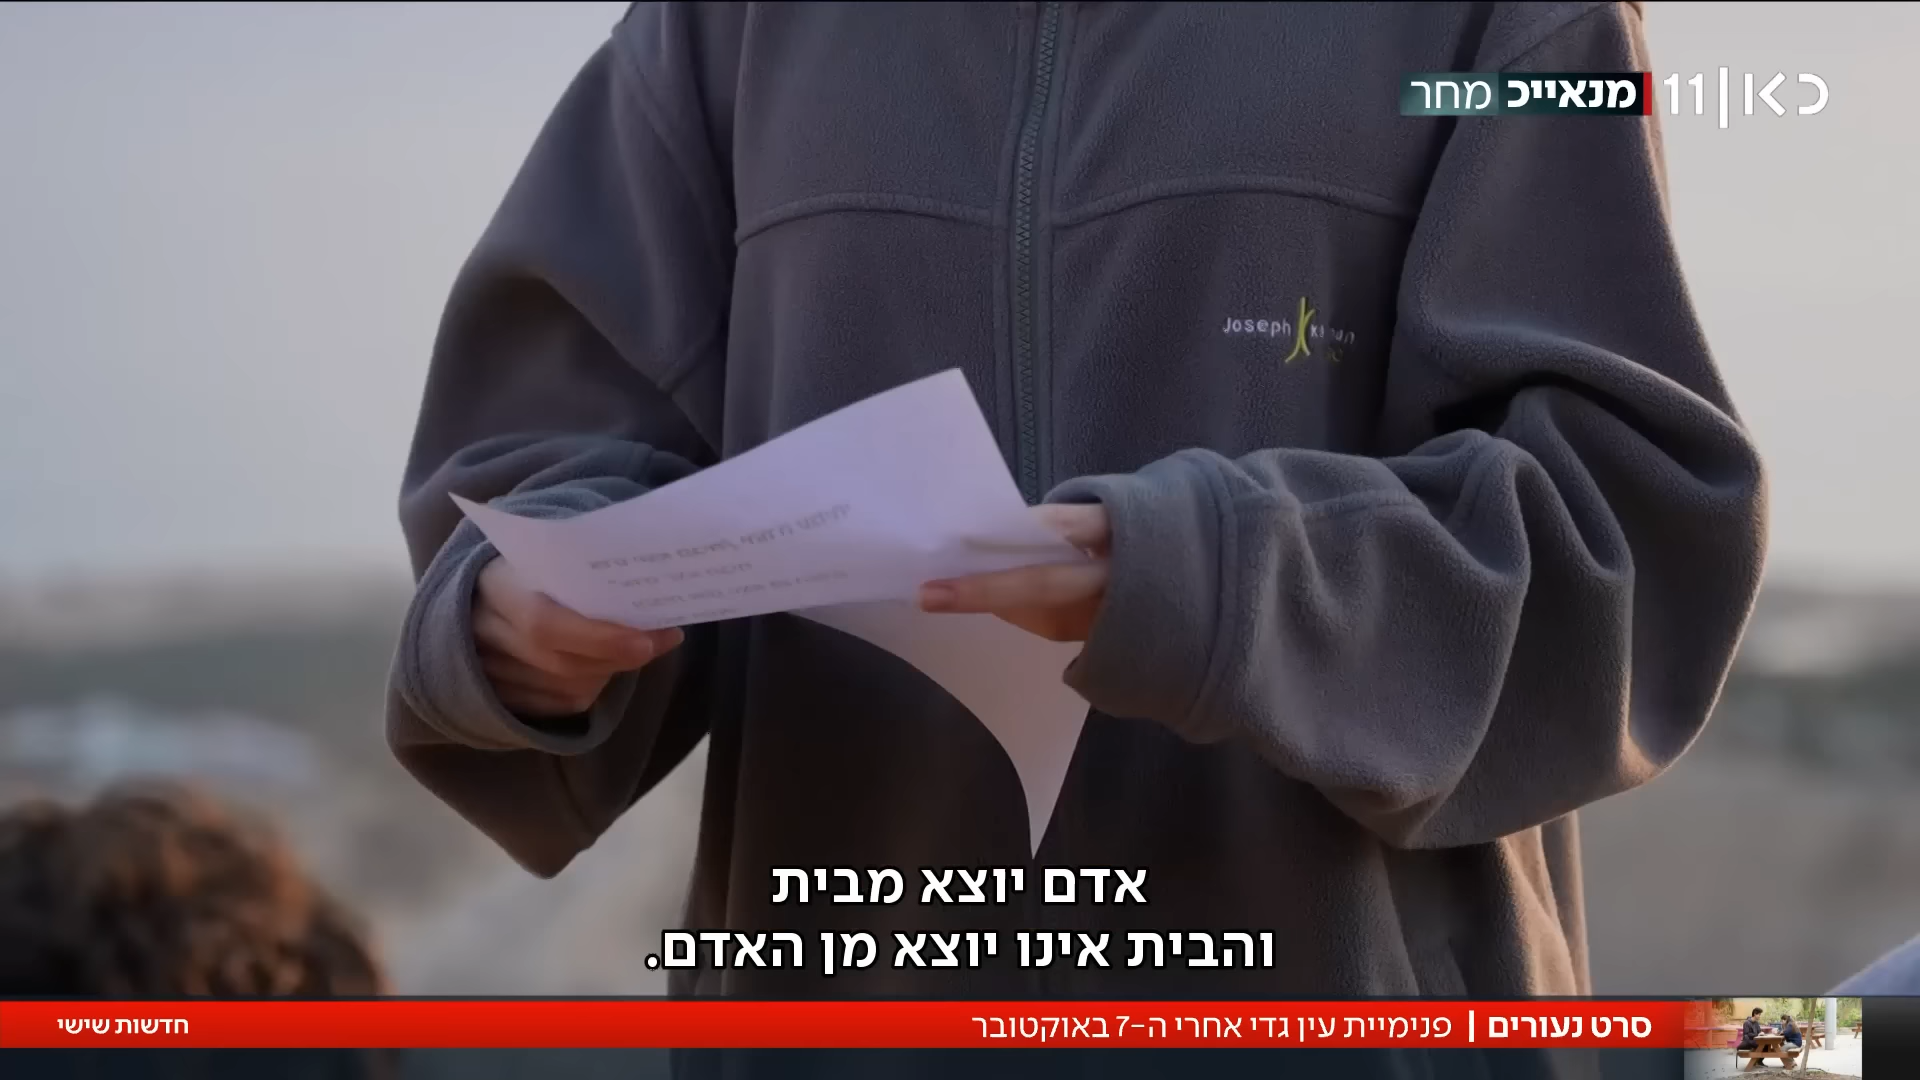 כאן|11
מנאייכ מחר
Joseph
אדם יוצא מבית
והבית אינו יוצא מן האדם.
סרט נעורים | פנימיית עין גדי אחרי ה-7 באוקטובר
חדשות שישי